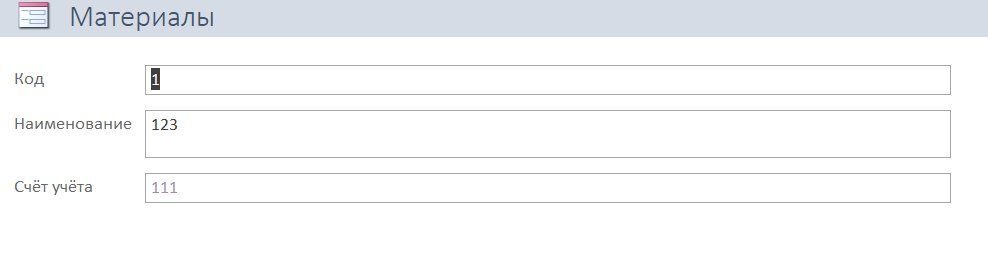 Материалы
Код 1
Наименование 123
Счёт учёта 111